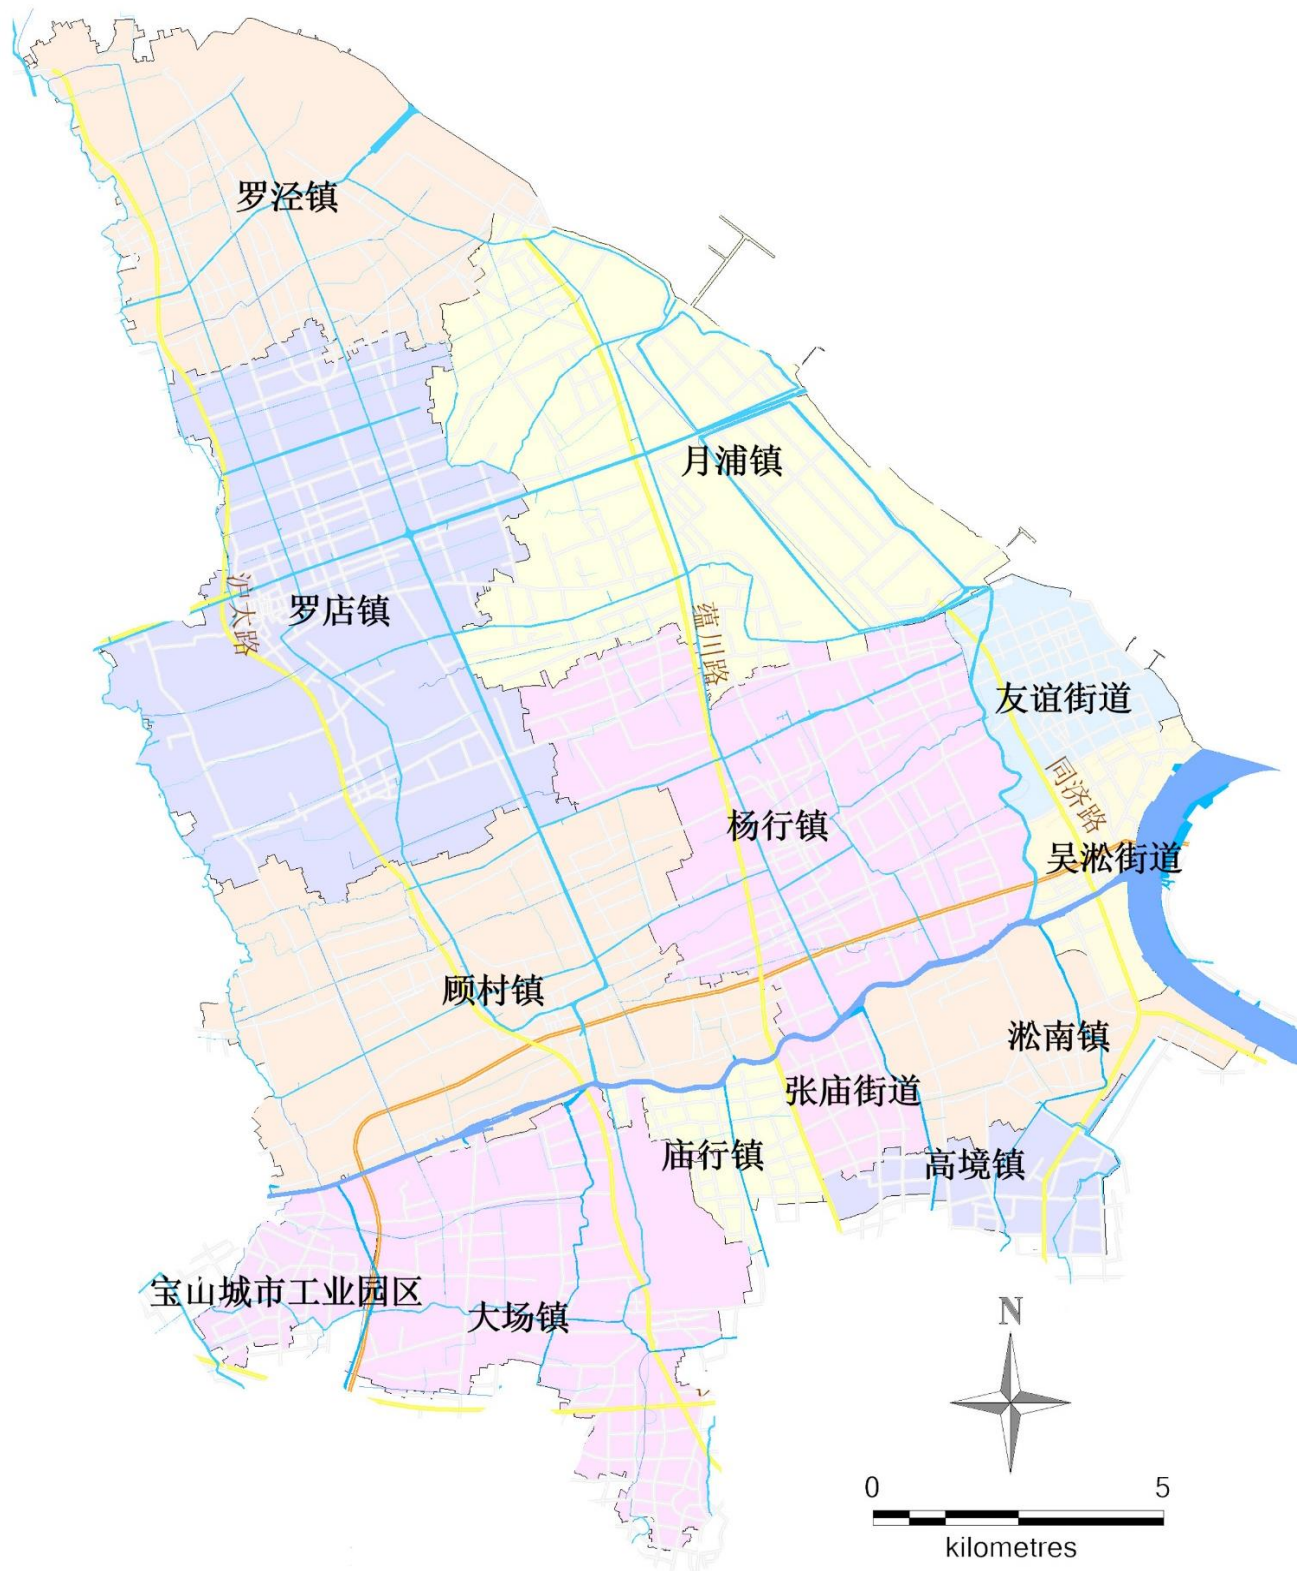 罗泾镇
月浦镇
沪太路
罗店镇
蕴川路
友谊街道
同济路
杨行镇
吴淞街道
顾村镇
淞南镇
张庙街道
庙行镇
高境镇
宝山城市工业园区
大场镇
N
0 5
kilometres